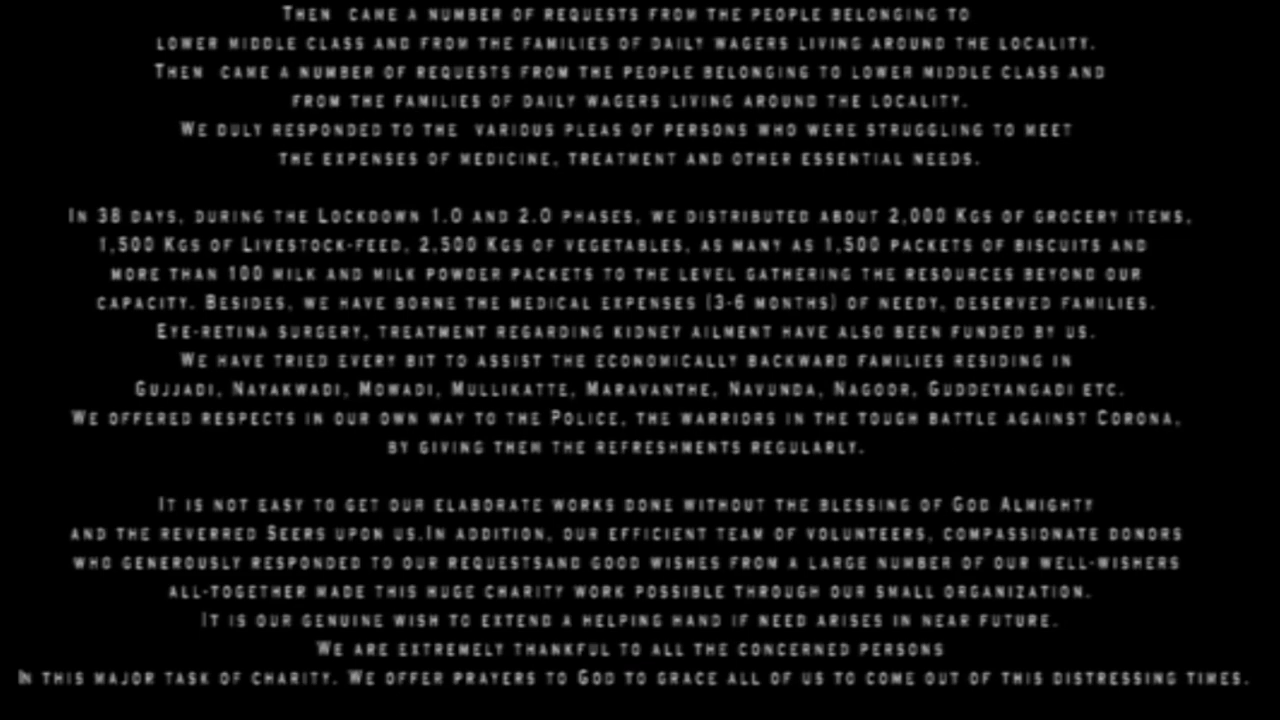 Then came a number of requests from the people belonging to
lower middle class and from the families of daily wagers living around the locality.
Then came a number of requests from the people belonging to lower middle class and
from the families of daily wagers living around the locality.
We duly responded to the various pleas of persons who were struggling to meet
the expenses of medicine, treatment and other essential needs.
In 38 days, during the Lockdown 1.0 and 2.0 phases, we distributed about 2,000 Kgs of grocery items,
1,500 Kgs of Livestock-feed, 2,500 Kgs of vegetables, as many as 1,500 packets of biscuits and
more than 100 milk and milk powder packets to the level gathering the resources beyond our
capacity. Besides, we have borne the medical expenses (3-6 months) of needy, deserved families.
Eye-retina surgery, treatment regarding kidney ailment have also been funded by us.
We have tried every bit to assist the economically backward families residing in
Gujjadi, Nayakwadi, Mowadi, Mullikatte, Maravanthe, Navunda, Nagoor, Guddeyangadi etc.
We offered respects in our own way to the Police, the warriors in the tough battle against Corona,
by giving them the refreshments regularly.
It is not easy to get our elaborate works done without the blessing of God Almighty
and the reverred Seers upon us.In addition, our efficient team of volunteers, compassionate donors
who generously responded to our requestsand good wishes from a large number of our well-wishers
all-together made this huge charity work possible through our small organization.
It is our genuine wish to extend a helping hand if need arises in near future.
We are extremely thankful to all the concerned persons
In this major task of charity. We offer prayers to God to grace all of us to come out of this distressing times.